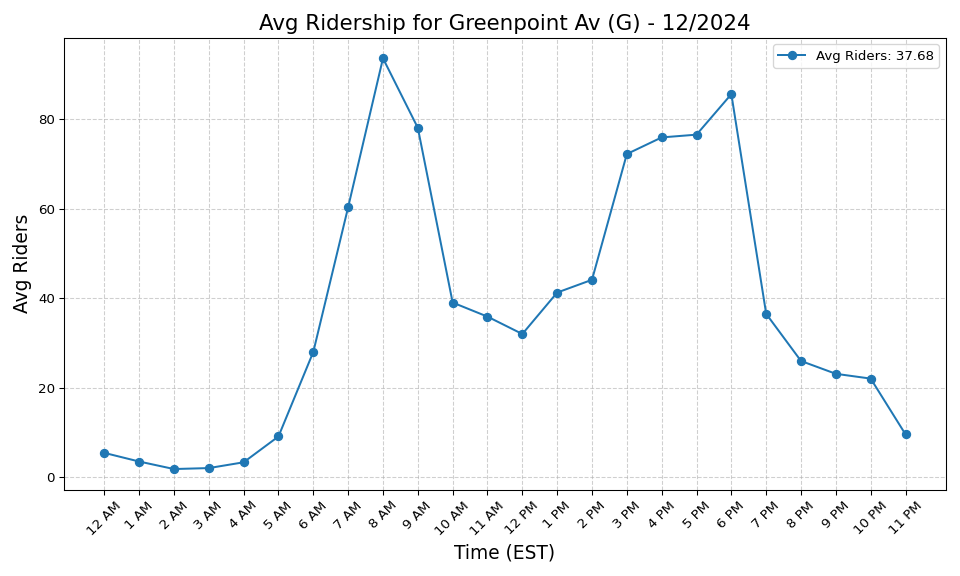 Avg Ridership for Greenpoint Av (G) - 12/2024
Avg Riders: 37.68
Avg Riders
80
60
40
20
0
12 AM
1 AM
2 AM
3 AM
4 AM
5 AM
6 AM
7 AM
8 AM
9 AM
10 AM
11 AM
12 PM
1 PM
2 PM
3 PM
4 PM
5 PM
6 PM
7 PM
8 PM
9 PM
10 PM
11 PM
Time (EST)